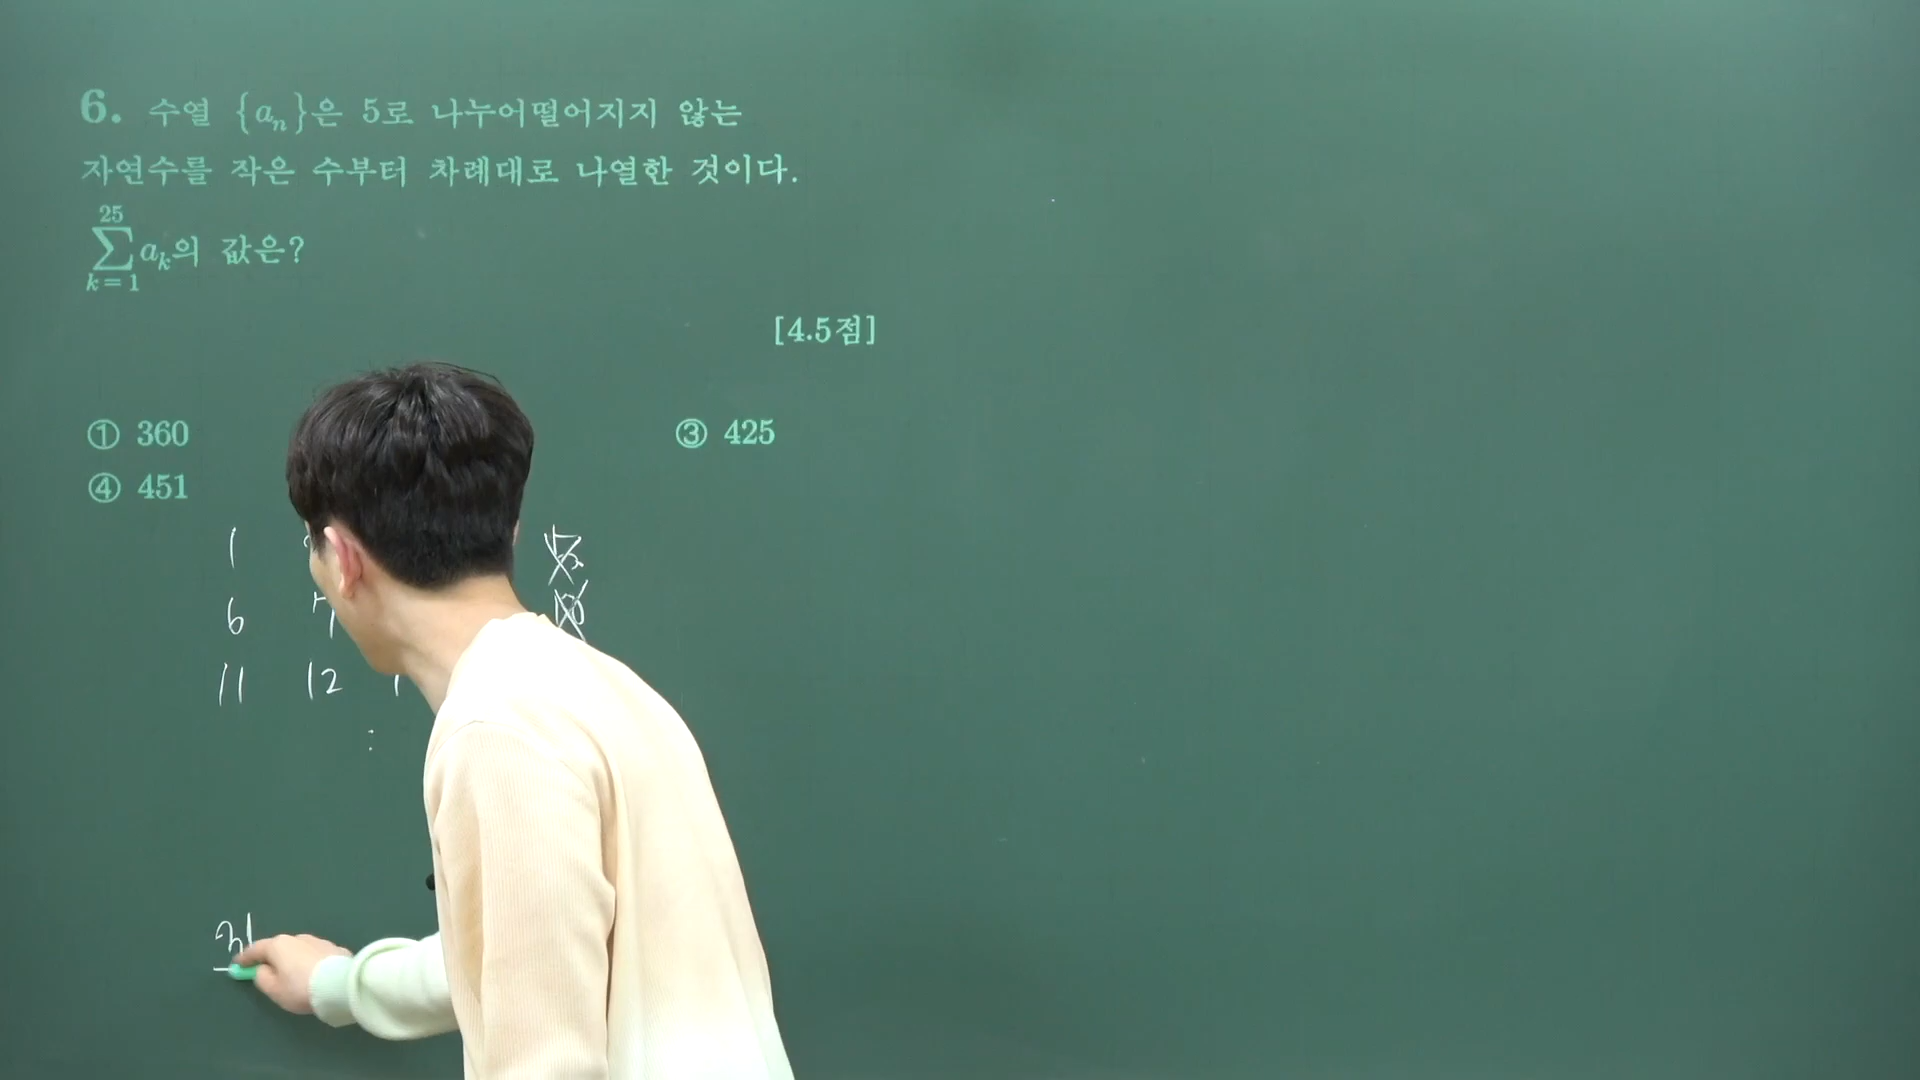 6. 수열 {aₙ}은 5로 나누어떨어지지 않는
자연수를 작은 수부터 차례대로 나열한 것이다.
25
∑ aₖ의 값은?
k=1
[4.5점]
① 360 ③ 425
④ 451
1 5
6 7 10
11 12
⋮
31